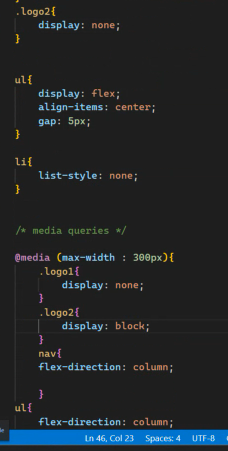 .logo2{
    display: none;
}
ul{
    display: flex;
    align-items: center;
    gap: 5px;
}
li{
    list-style: none;
}
/* media queries */
@media (max-width : 300px){
    .logo1{
        display: none;
    }
    .logo2{
        display: block;
    }
    nav{
    flex-direction: column;
    }
ul{
    flex-direction: column;
Ln 46, Col 23 Spaces: 4 UTF-8